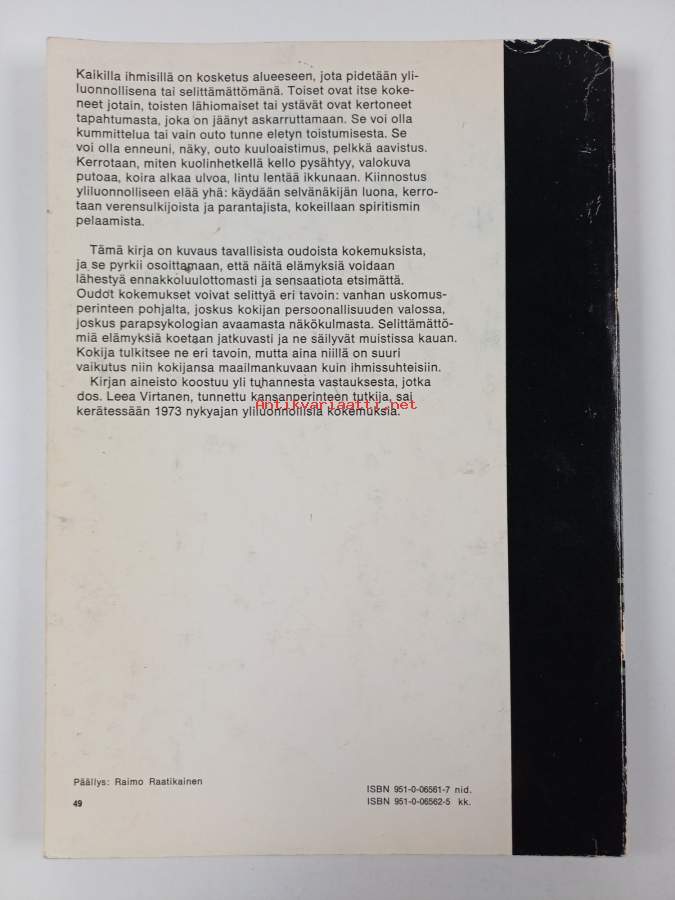 Kaikilla ihmisillä on kosketus alueeseen, jota pidetään yli-
luonnollisena tai selittämättömänä. Toiset ovat itse koke-
neet jotain, toisten lähiomaiset tai ystävät ovat kertoneet
tapahtumasta, joka on jäänyt askarruttamaan. Se voi olla
kummittelua tai vain outo tunne eletyn toistumisesta. Se
voi olla enneuni, näky, outo kuuloaistimus, pelkkä aavistus.
Kerrotaan, miten kuolinhetkellä kello pysähtyy, valokuva
putoaa, koira alkaa ulvoa, lintu lentää ikkunaan. Kiinnostus
yliluonnolliseen elää yhä: käydään selvänäkijän luona, kerro-
taan verensulkijoista ja parantajista, kokeillaan spiritismin
pelaamista.
Tämä kirja on kuvaus tavallisista oudoista kokemuksista,
ja se pyrkii osoittamaan, että näitä elämyksiä voidaan
lähestyä ennakkoluulottomasti ja sensaatiota etsimättä.
Oudot kokemukset voivat selittyä eri tavoin: vanhan uskomus-
perinteen pohjalta, joskus kokijan persoonallisuuden valossa,
joskus parapsykologian avaamasta näkökulmasta. Selittämättö-
miä elämyksiä koetaan jatkuvasti ja ne säilyvät muistissa kauan.
Kokija tulkitsee ne eri tavoin, mutta aina niillä on suuri
vaikutus niin kokijansa maailmankuvaan kuin ihmissuhteisiin.
Kirjan aineisto koostuu yli tuhannesta vastauksesta, jotka
dos. Leea Virtanen, tunnettu kansanperinteen tutkija, sai
Antikvariaatti.net
kerätessään 1973 nykyajan yliluonnollisia kokemuksia.
Päällys: Raimo Raatikainen
49
ISBN 951-0-06561-7 nid.
ISBN 951-0-06562-5 kk.